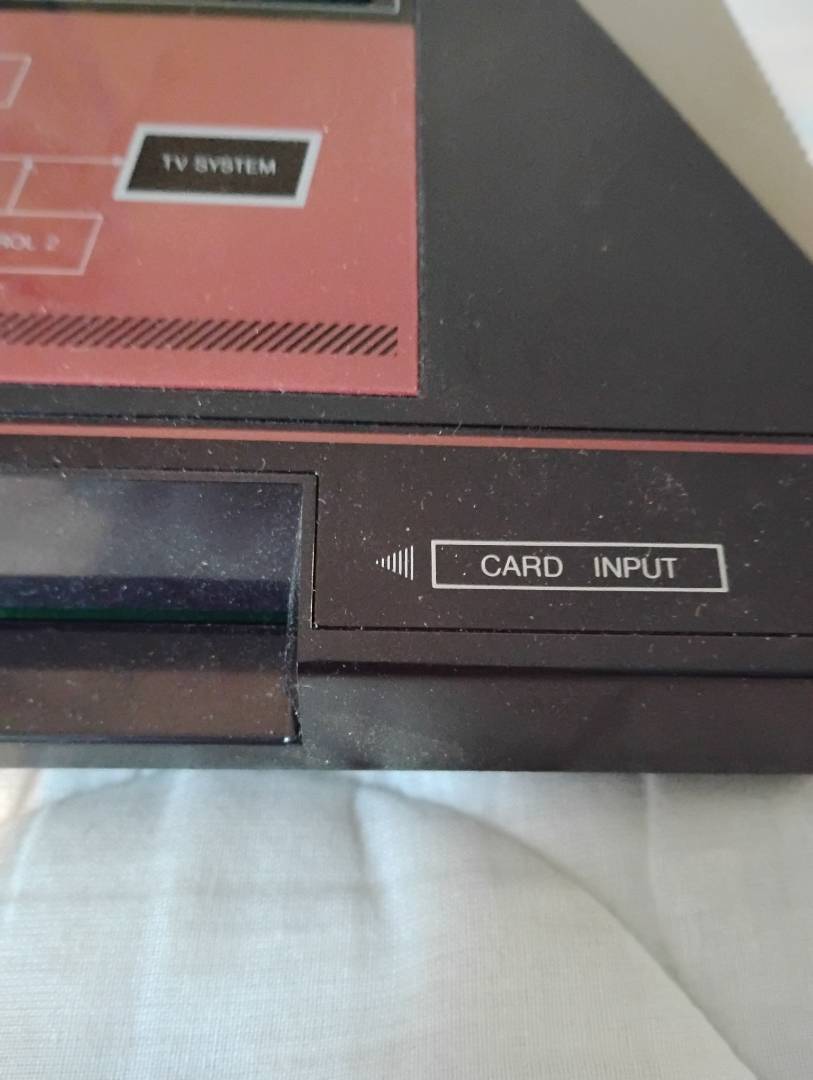 TV SYSTEM
ROL 2
CARD INPUT